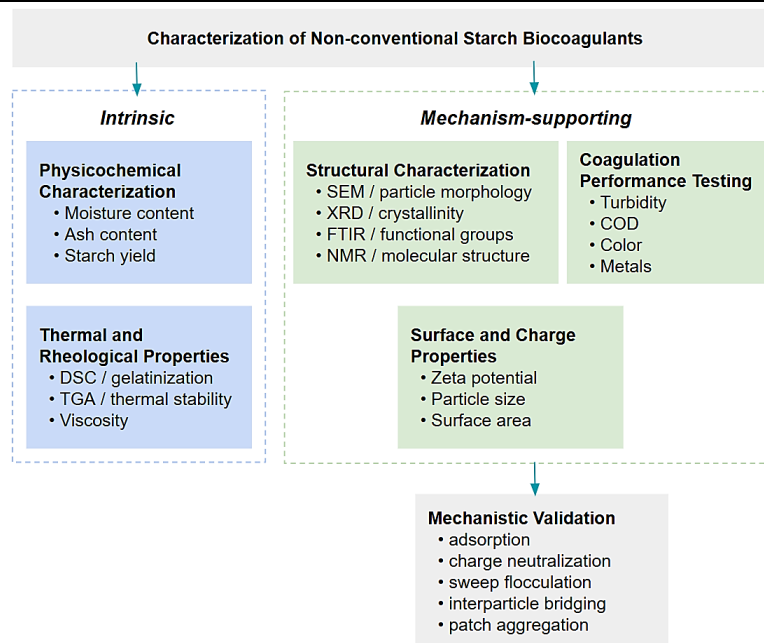 Characterization of Non-conventional Starch Biocoagulants
Intrinsic
Physicochemical
Characterization
• Moisture content
• Ash content
• Starch yield
Thermal and
Rheological Properties
• DSC / gelatinization
• TGA / thermal stability
• Viscosity
Mechanism-supporting
Structural Characterization
• SEM / particle morphology
• XRD / crystallinity
• FTIR / functional groups
• NMR / molecular structure
Coagulation
Performance Testing
• Turbidity
• COD
• Color
• Metals
Surface and Charge
Properties
• Zeta potential
• Particle size
• Surface area
Mechanistic Validation
• adsorption
• charge neutralization
• sweep flocculation
• interparticle bridging
• patch aggregation